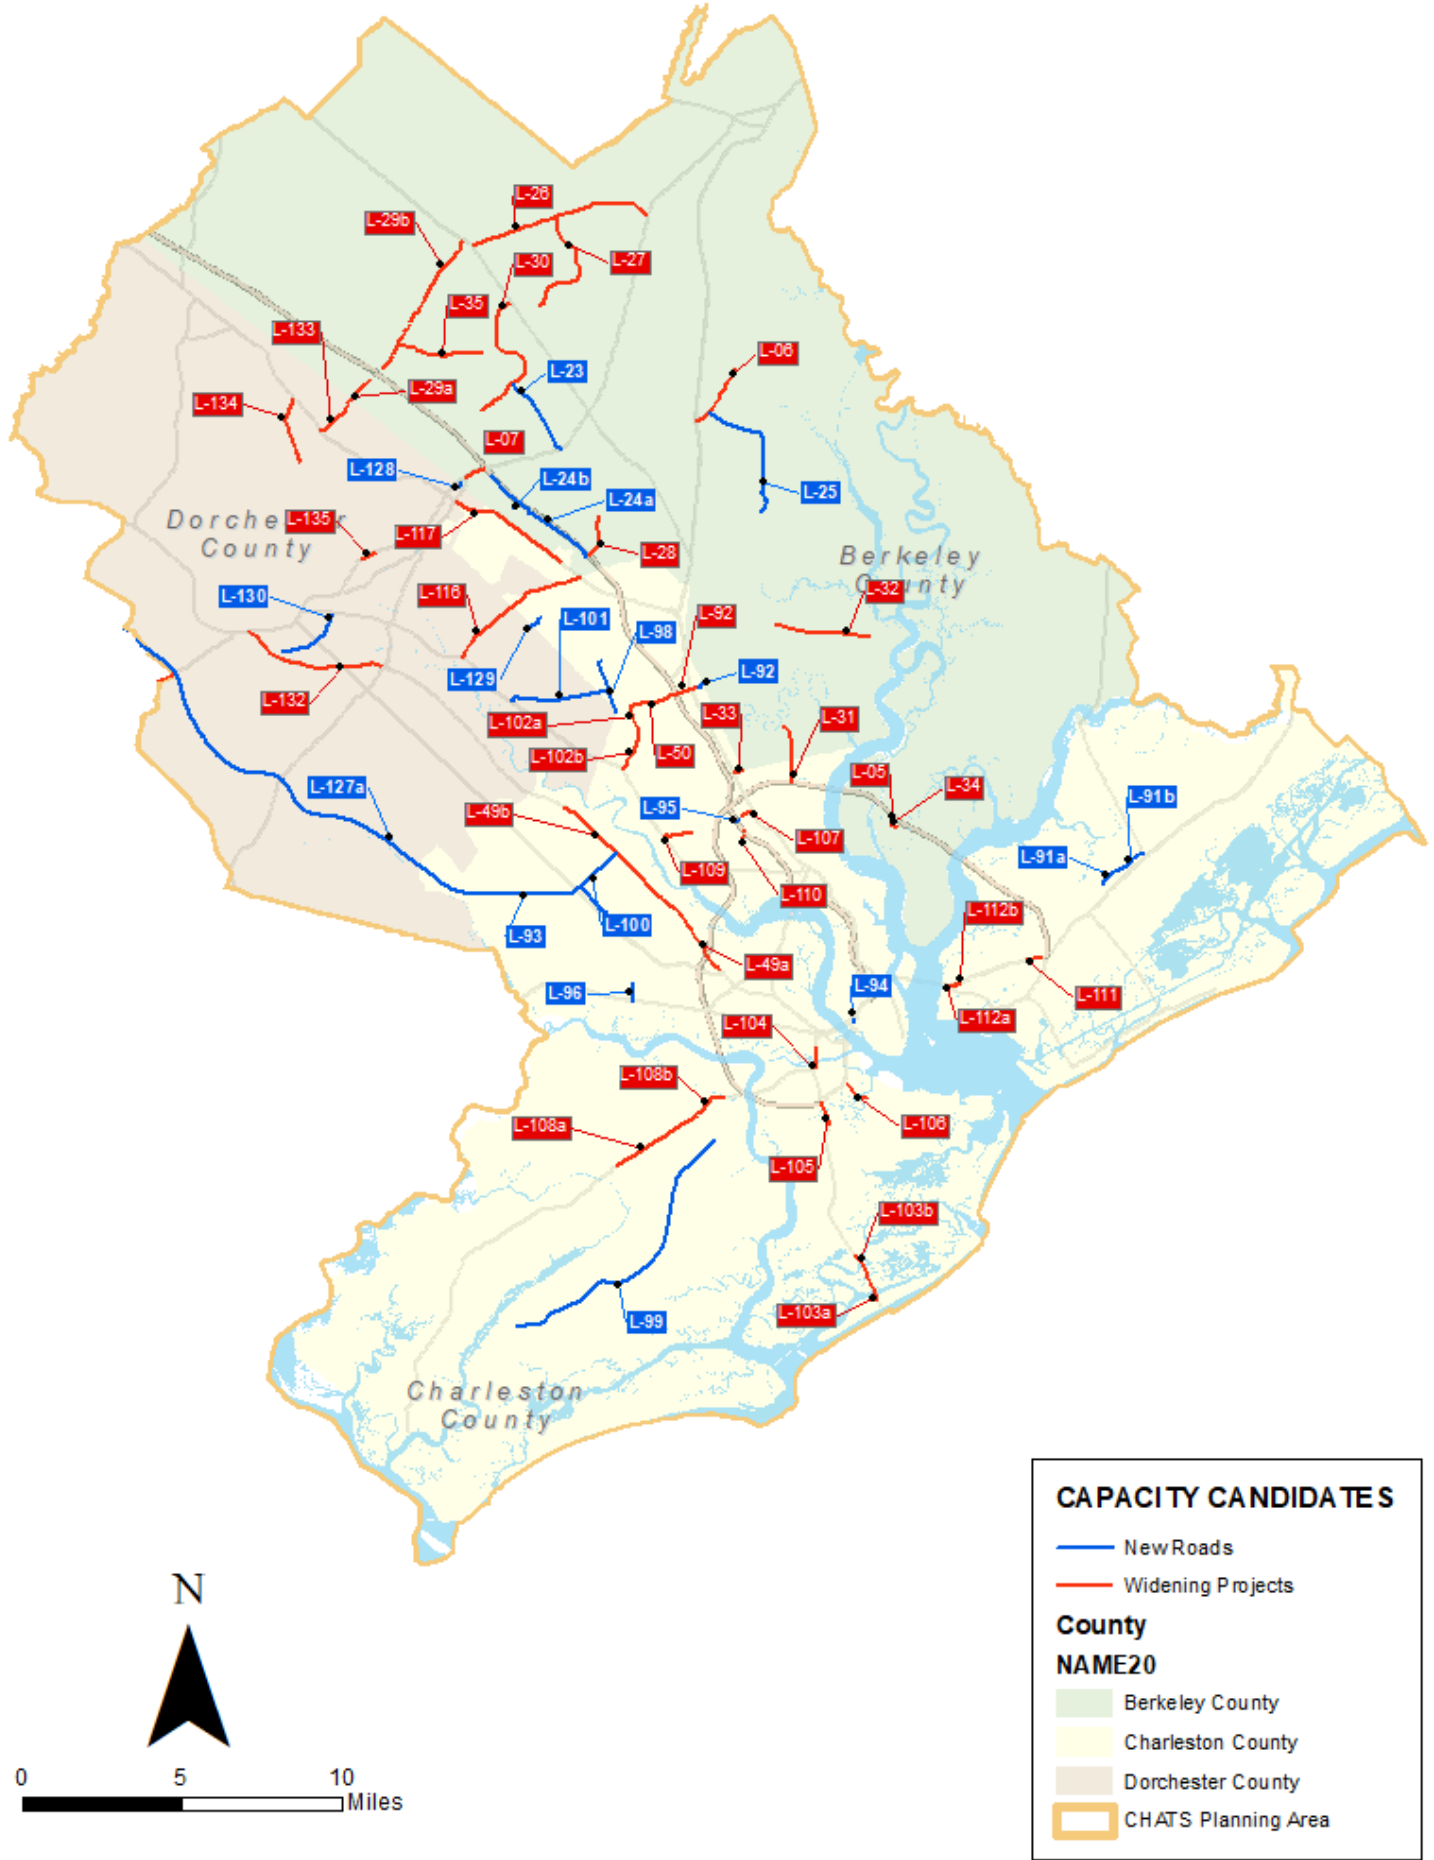 L-26
L-29b
L-27
L-30
L-35
L-133
L-06
L-23
L-29a
L-134
L-07
L-128
L-24b
L-25
L-24a
Dorchester
County
L-135
L-117
L-28
Berkeley
County
L-130
L-116
L-32
L-101
L-92
L-98
L-129
L-92
L-132
L-102a
L-33
L-31
L-102b
L-50
L-05
L-34
L-127a
L-91b
L-49b
L-95
L-107
L-91a
L-109
L-110
L-112b
L-100
L-93
L-49a
L-94
L-96
L-111
L-112a
L-104
L-108b
L-108a
L-106
L-105
L-103b
L-103a
L-99
Charleston
County
CAPACITY CANDIDATES
New Roads
Widening Projects
County
NAME20
Berkeley County
Charleston County
Dorchester County
CHATS Planning Area
N
0 5 10
Miles